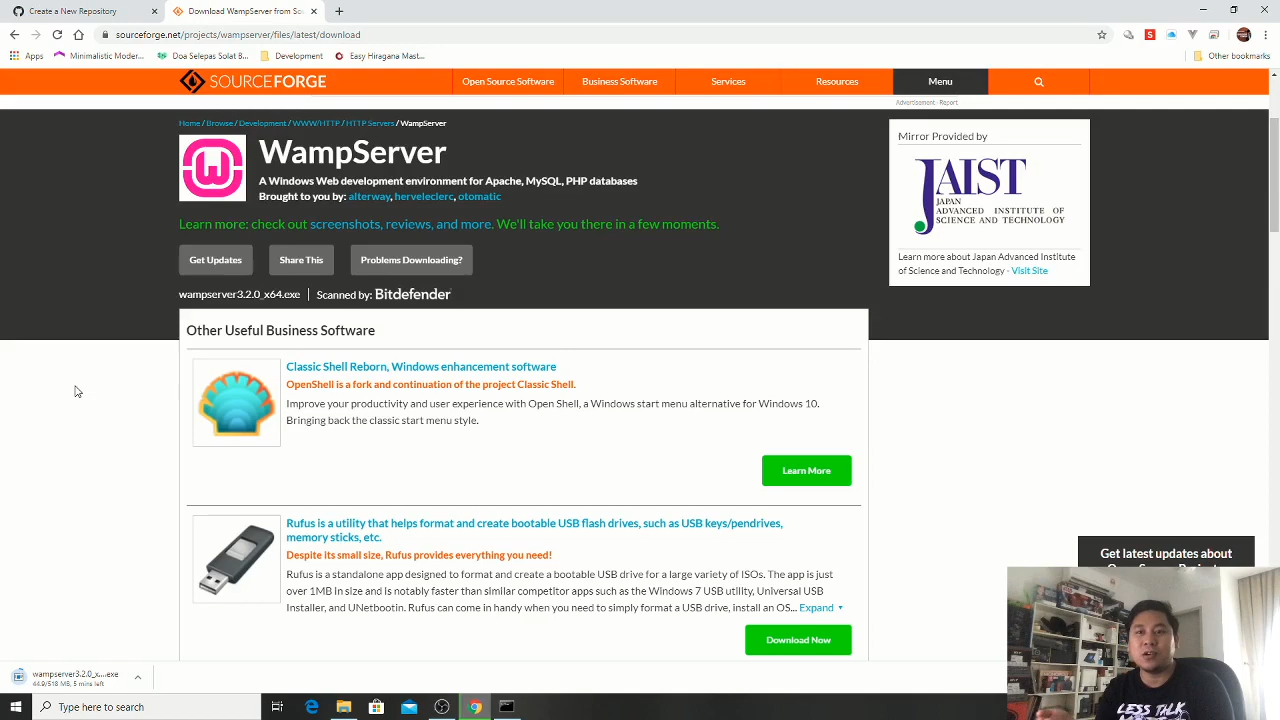 Create a New Repository
Download WampServer from So
sourceforge.net/projects/wampserver/files/latest/download
Apps
Minimalistic Moder...
Doa Selepas Solat B...
Development
Easy Hiragana Mast...
Other bookmarks
SOURCEFORGE
Open Source Software
Business Software
Services
Resources
Menu
Advertisement - Report
Home / Browse / Development / WWW/HTTP / HTTP Servers / WampServer
WampServer
A Windows Web development environment for Apache, MySQL, PHP databases
Brought to you by: alterway, herveleclerc, otomatic
Learn more: check out screenshots, reviews, and more. We'll take you there in a few moments.
Get Updates
Share This
Problems Downloading?
wampserver3.2.0_x64.exe | Scanned by: Bitdefender
Mirror Provided by
JAIST
JAPAN
ADVANCED INSTITUTE OF
SCIENCE AND TECHNOLOGY
Learn more about Japan Advanced Institute
of Science and Technology - Visit Site
Other Useful Business Software
Classic Shell Reborn, Windows enhancement software
OpenShell is a fork and continuation of the project Classic Shell.
Improve your productivity and user experience with Open Shell, a Windows start menu alternative for Windows 10.
Bringing back the classic start menu style.
Learn More
Rufus is a utility that helps format and create bootable USB flash drives, such as USB keys/pendrives,
memory sticks, etc.
Despite its small size, Rufus provides everything you need!
Rufus is a standalone app designed to format and create a bootable USB drive for a large variety of ISOs. The app is just
over 1MB in size and is notably faster than similar competitor apps such as the Windows 7 USB utility, Universal USB
Installer, and UNetbootin. Rufus can come in handy when you need to simply format a USB drive, install an OS... Expand
Download Now
Get latest updates about
wampserver3.2.0_x....exe
44.9/518 MB, 5 mins left
Type here to search
LESS TALK